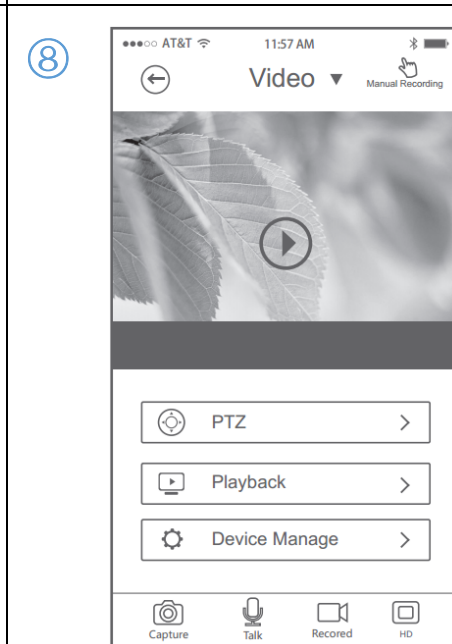 ⑧
●●●○○ AT&T 11:57 AM
Video ▼
Manual Recording
PTZ >
Playback >
Device Manage >
Capture Talk Recored HD